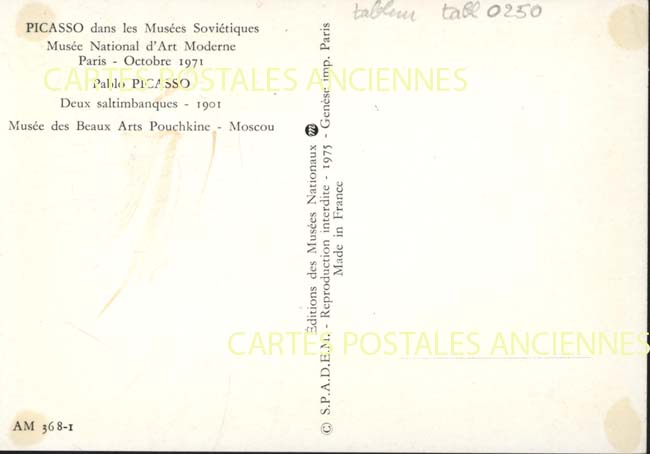 PICASSO dans les Musées Soviétiques
Musée National d'Art Moderne
Paris - Octobre 1971
Pablo PICASSO
Deux saltimbanques - 1901
Musée des Beaux Arts Pouchkine - Moscou
AM 368-1
Éditions des Musées Nationaux
© S.P.A.D.E.M. - Reproduction interdite - 1975 - Genèse imp. Paris
Made in France
tabl 0250
CARTES POSTALES ANCIENNES
CARTES POSTALES ANCIENNES